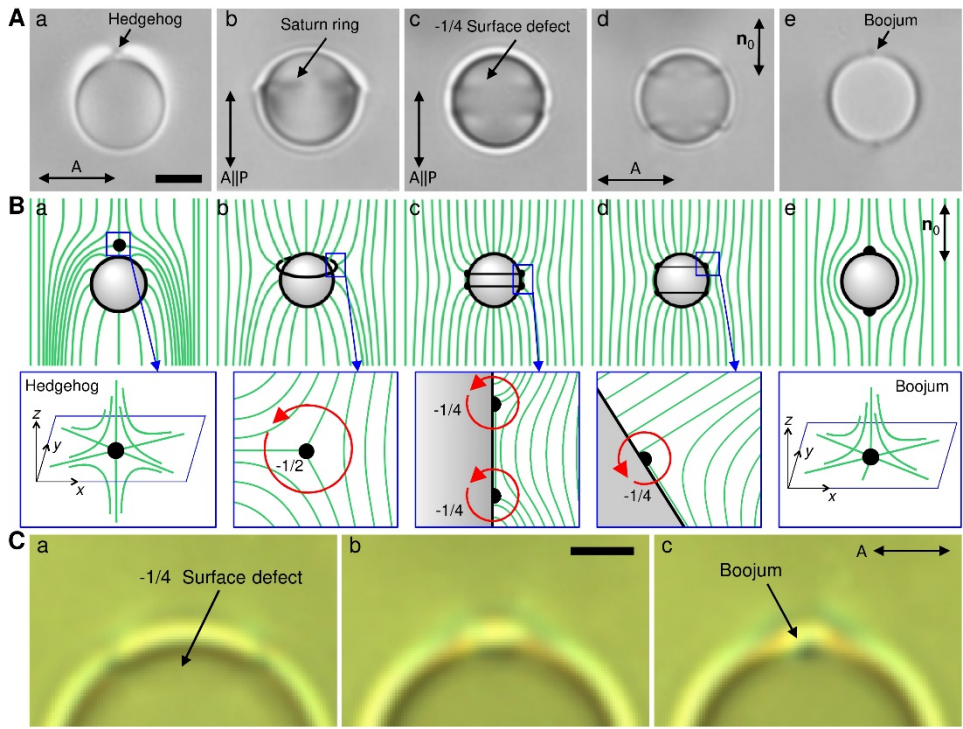 A
a
Hedgehog
A
b
Saturn ring
A||P
c
-1/4 Surface defect
A||P
d
n₀
A
e
Boojum
B
a
b
c
d
e
n₀
Hedgehog
z
y
x
-1/2
-1/4
-1/4
-1/4
Boojum
z
y
x
C
a
-1/4 Surface defect
b
c
A
Boojum